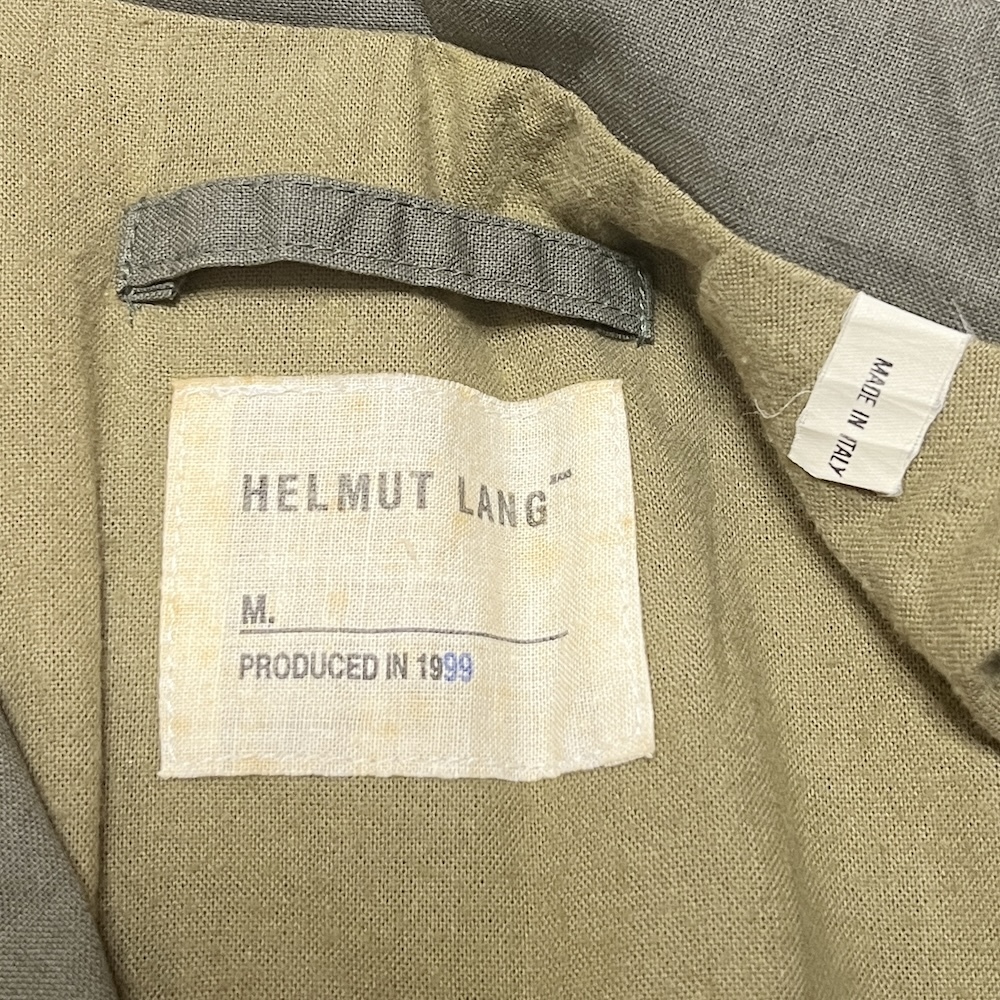 HELMUT LANG
M.
PRODUCED IN 1999
MADE IN ITALY